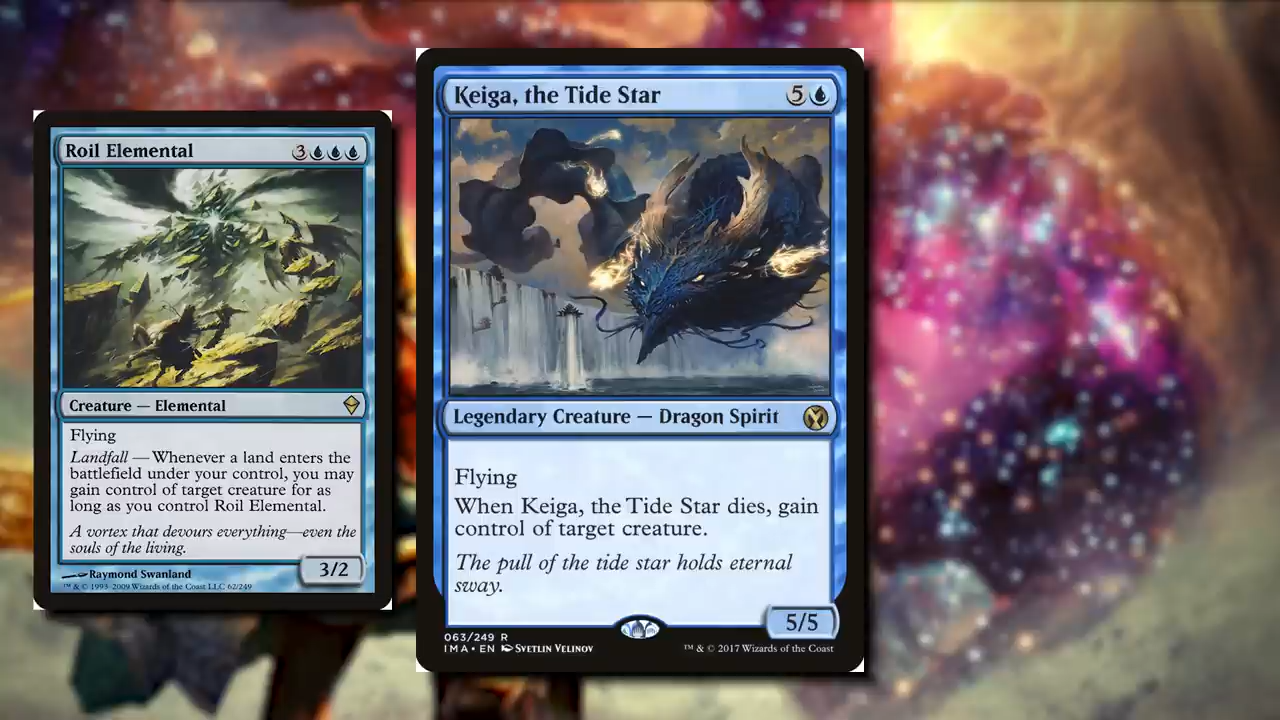 Roil Elemental
3
Creature — Elemental
Flying
Landfall — Whenever a land enters the
battlefield under your control, you may
gain control of target creature for as
long as you control Roil Elemental.
A vortex that devours everything—even the
souls of the living.
3/2
Raymond Swanland
™ & © 1993-2009 Wizards of the Coast LLC 62/249
Keiga, the Tide Star
5
Legendary Creature — Dragon Spirit
Flying
When Keiga, the Tide Star dies, gain
control of target creature.
The pull of the tide star holds eternal
sway.
5/5
063/249 R
IMA • EN Svetlin Velinov
™ & © 2017 Wizards of the Coast